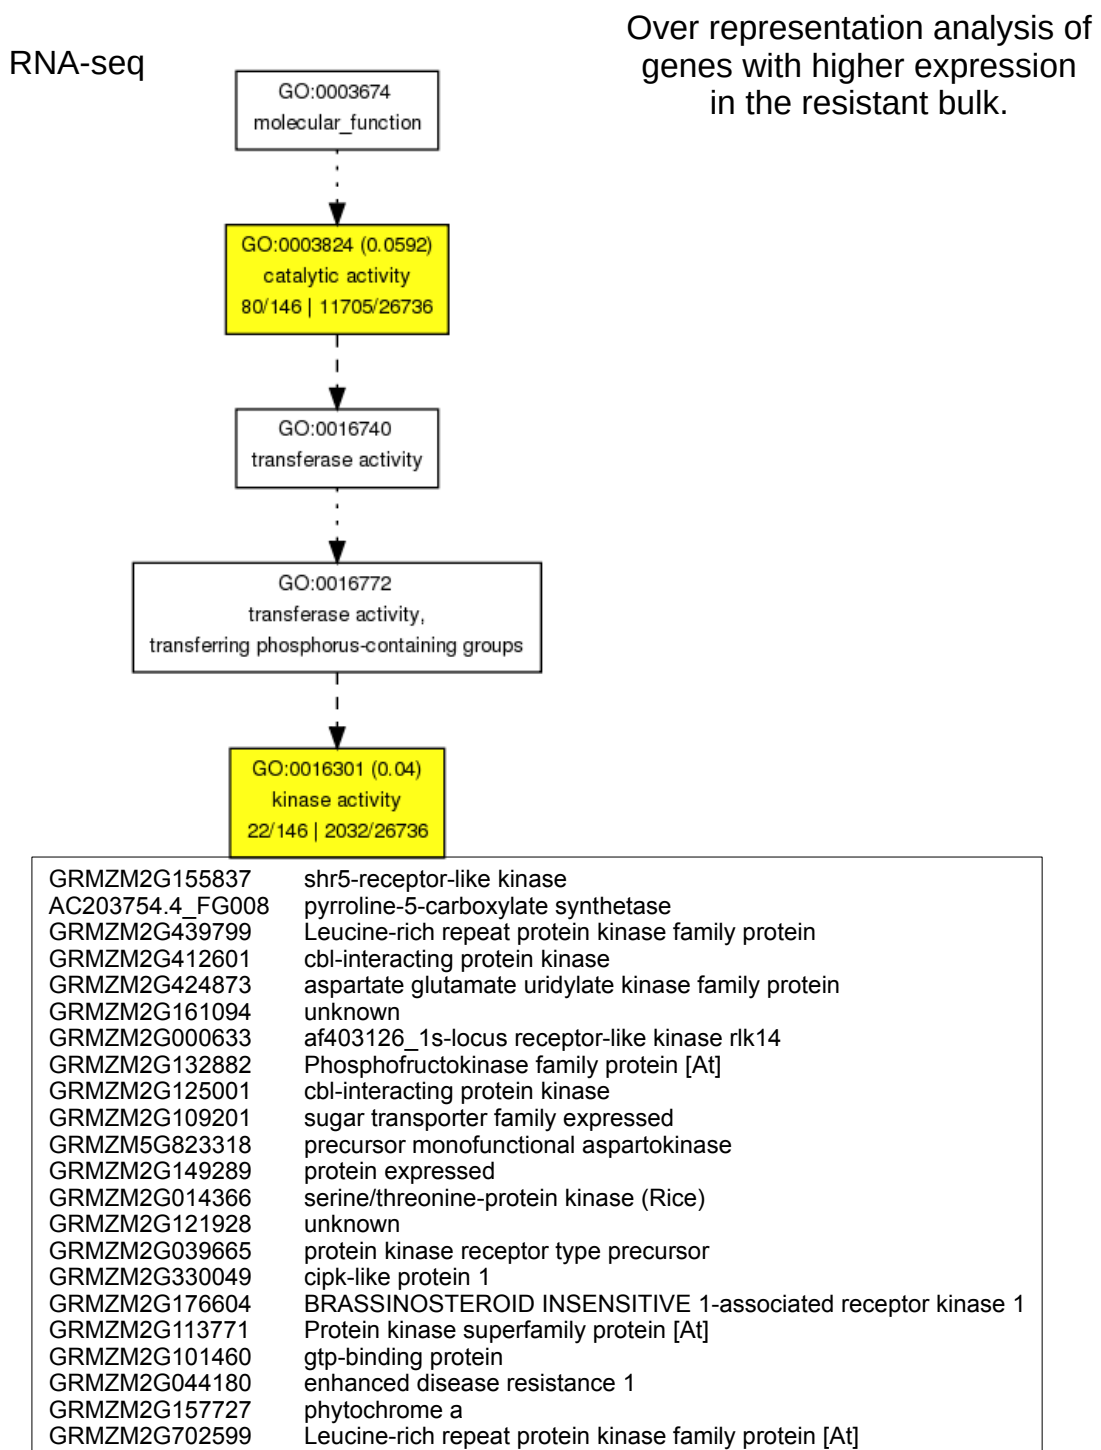 RNA-seq
Over representation analysis of
genes with higher expression
in the resistant bulk.
GO:0003674
molecular_function
GO:0003824 (0.0592)
catalytic activity
80/146 | 11705/26736
GO:0016740
transferase activity
GO:0016772
transferase activity,
transferring phosphorus-containing groups
GO:0016301 (0.04)
kinase activity
22/146 | 2032/26736
GRMZM2G155837 shr5-receptor-like kinase
AC203754.4_FG008 pyrroline-5-carboxylate synthetase
GRMZM2G439799 Leucine-rich repeat protein kinase family protein
GRMZM2G412601 cbl-interacting protein kinase
GRMZM2G424873 aspartate glutamate uridylate kinase family protein
GRMZM2G161094 unknown
GRMZM2G000633 af403126_1s-locus receptor-like kinase rlk14
GRMZM2G132882 Phosphofructokinase family protein [At]
GRMZM2G125001 cbl-interacting protein kinase
GRMZM2G109201 sugar transporter family expressed
GRMZM5G823318 precursor monofunctional aspartokinase
GRMZM2G149289 protein expressed
GRMZM2G014366 serine/threonine-protein kinase (Rice)
GRMZM2G121928 unknown
GRMZM2G039665 protein kinase receptor type precursor
GRMZM2G330049 cipk-like protein 1
GRMZM2G176604 BRASSINOSTEROID INSENSITIVE 1-associated receptor kinase 1
GRMZM2G113771 Protein kinase superfamily protein [At]
GRMZM2G101460 gtp-binding protein
GRMZM2G044180 enhanced disease resistance 1
GRMZM2G157727 phytochrome a
GRMZM2G702599 Leucine-rich repeat protein kinase family protein [At]